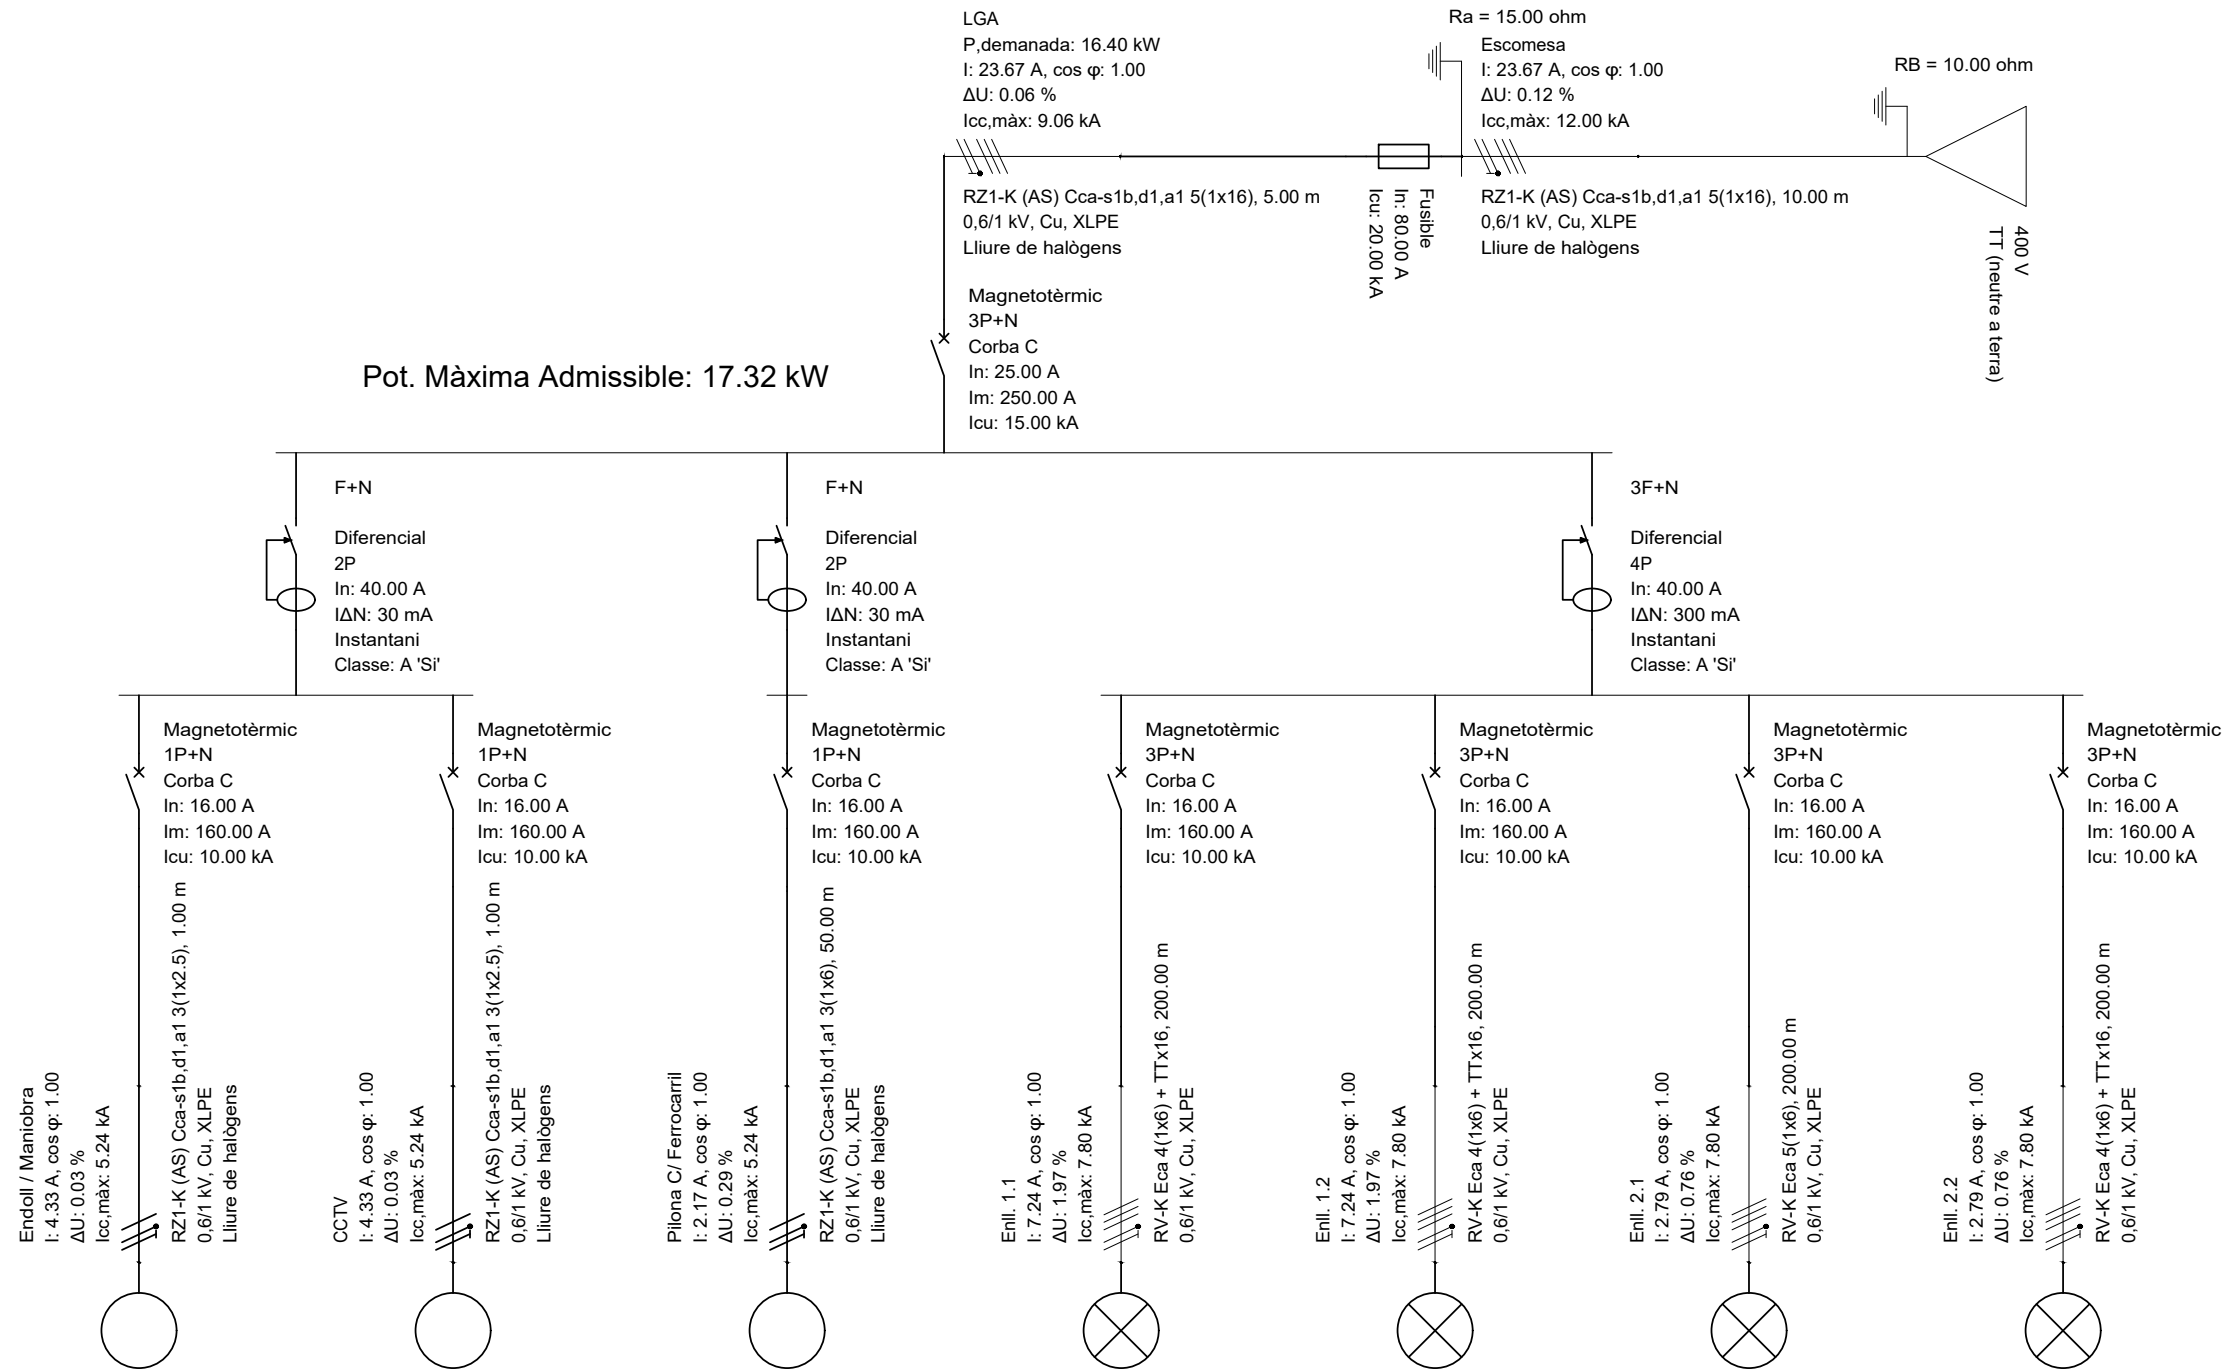 LGA
P,demanada: 16.40 kW
I: 23.67 A, cos φ: 1.00
ΔU: 0.06 %
Icc,màx: 9.06 kA
RZ1-K (AS) Cca-s1b,d1,a1 5(1x16), 5.00 m
0,6/1 kV, Cu, XLPE
Lliure de halògens
Fusible
In: 80.00 A
Icu: 20.00 kA
Ra = 15.00 ohm
Escomesa
I: 23.67 A, cos φ: 1.00
ΔU: 0.12 %
Icc,màx: 12.00 kA
RZ1-K (AS) Cca-s1b,d1,a1 5(1x16), 10.00 m
0,6/1 kV, Cu, XLPE
Lliure de halògens
RB = 10.00 ohm
400 V
TT (neutre a terra)
Magnetotèrmic
3P+N
Corba C
In: 25.00 A
Im: 250.00 A
Icu: 15.00 kA
Pot. Màxima Admissible: 17.32 kW
F+N
Diferencial
2P
In: 40.00 A
IΔN: 30 mA
Instantani
Classe: A 'Si'
F+N
Diferencial
2P
In: 40.00 A
IΔN: 30 mA
Instantani
Classe: A 'Si'
3F+N
Diferencial
4P
In: 40.00 A
IΔN: 300 mA
Instantani
Classe: A 'Si'
Magnetotèrmic
1P+N
Corba C
In: 16.00 A
Im: 160.00 A
Icu: 10.00 kA
Endoll / Maniobra
I: 4.33 A, cos φ: 1.00
ΔU: 0.03 %
Icc,màx: 5.24 kA
RZ1-K (AS) Cca-s1b,d1,a1 3(1x2.5), 1.00 m
0,6/1 kV, Cu, XLPE
Lliure de halògens
Magnetotèrmic
1P+N
Corba C
In: 16.00 A
Im: 160.00 A
Icu: 10.00 kA
CCTV
I: 4.33 A, cos φ: 1.00
ΔU: 0.03 %
Icc,màx: 5.24 kA
RZ1-K (AS) Cca-s1b,d1,a1 3(1x2.5), 1.00 m
0,6/1 kV, Cu, XLPE
Lliure de halògens
Magnetotèrmic
1P+N
Corba C
In: 16.00 A
Im: 160.00 A
Icu: 10.00 kA
Pilona C/ Ferrocarril
I: 2.17 A, cos φ: 1.00
ΔU: 0.29 %
Icc,màx: 5.24 kA
RZ1-K (AS) Cca-s1b,d1,a1 3(1x6), 50.00 m
0,6/1 kV, Cu, XLPE
Lliure de halògens
Magnetotèrmic
3P+N
Corba C
In: 16.00 A
Im: 160.00 A
Icu: 10.00 kA
Enll. 1.1
I: 7.24 A, cos φ: 1.00
ΔU: 1.97 %
Icc,màx: 7.80 kA
RV-K Eca 4(1x6) + TTx16, 200.00 m
0,6/1 kV, Cu, XLPE
Magnetotèrmic
3P+N
Corba C
In: 16.00 A
Im: 160.00 A
Icu: 10.00 kA
Enll. 1.2
I: 7.24 A, cos φ: 1.00
ΔU: 1.97 %
Icc,màx: 7.80 kA
RV-K Eca 4(1x6) + TTx16, 200.00 m
0,6/1 kV, Cu, XLPE
Magnetotèrmic
3P+N
Corba C
In: 16.00 A
Im: 160.00 A
Icu: 10.00 kA
Enll. 2.1
I: 2.79 A, cos φ: 1.00
ΔU: 0.76 %
Icc,màx: 7.80 kA
RV-K Eca 5(1x6), 200.00 m
0,6/1 kV, Cu, XLPE
Magnetotèrmic
3P+N
Corba C
In: 16.00 A
Im: 160.00 A
Icu: 10.00 kA
Enll. 2.2
I: 2.79 A, cos φ: 1.00
ΔU: 0.76 %
Icc,màx: 7.80 kA
RV-K Eca 4(1x6) + TTx16, 200.00 m
0,6/1 kV, Cu, XLPE